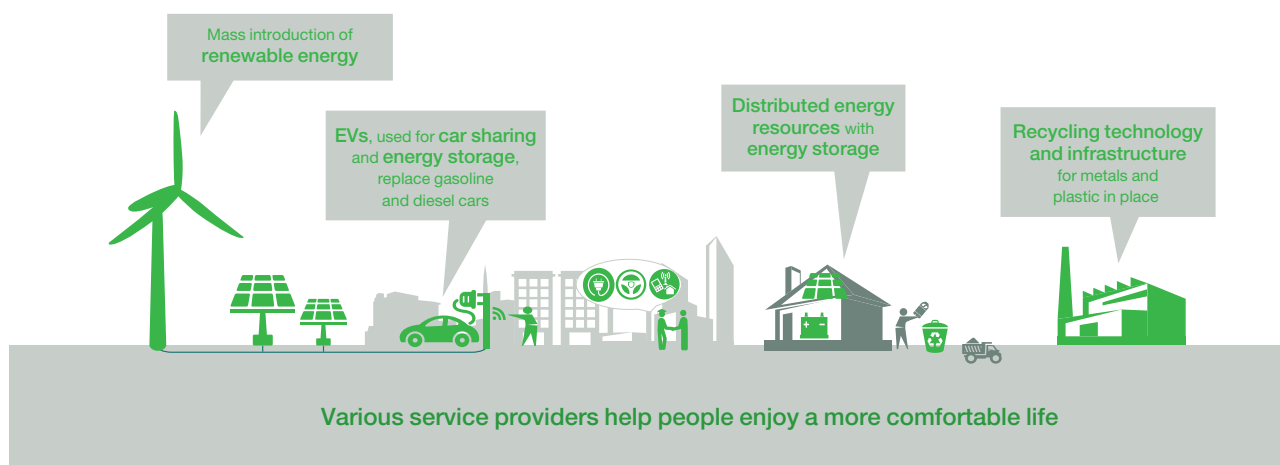 Mass introduction of
renewable energy
EVs, used for car sharing
and energy storage,
replace gasoline
and diesel cars
Distributed energy
resources with
energy storage
Recycling technology
and infrastructure
for metals and
plastic in place
Various service providers help people enjoy a more comfortable life